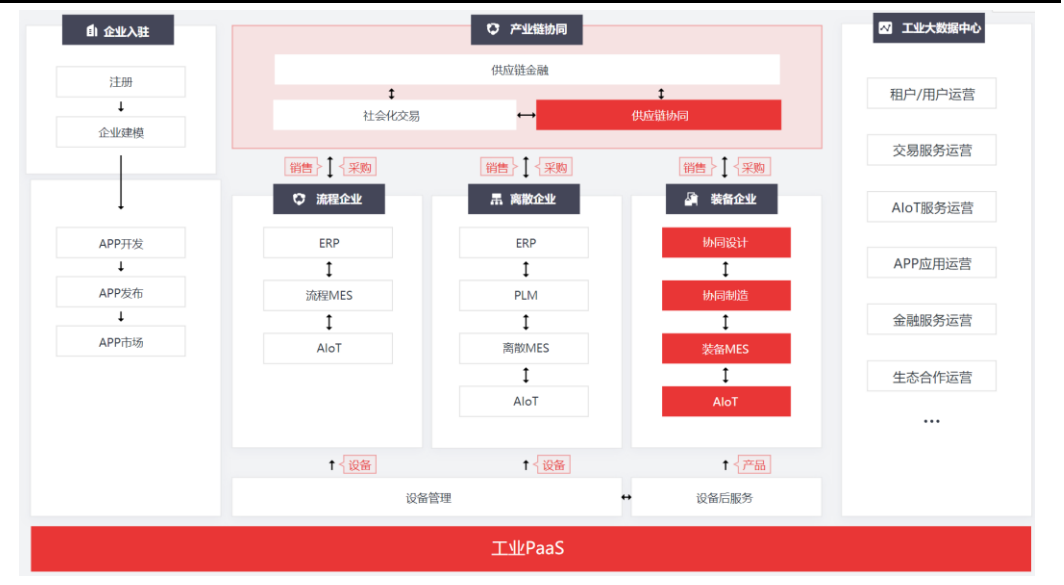 企业入驻
注册
企业建模
APP开发
APP发布
APP市场
产业链协同
供应链金融
社会化交易
供应链协同
销售
采购
销售
采购
销售
采购
流程企业
ERP
流程MES
AIoT
离散企业
ERP
PLM
离散MES
AIoT
装备企业
协同设计
协同制造
装备MES
AIoT
设备
设备
产品
设备管理
设备后服务
工业大数据中心
租户/用户运营
交易服务运营
AIoT服务运营
APP应用运营
金融服务运营
生态合作运营
...
工业PaaS